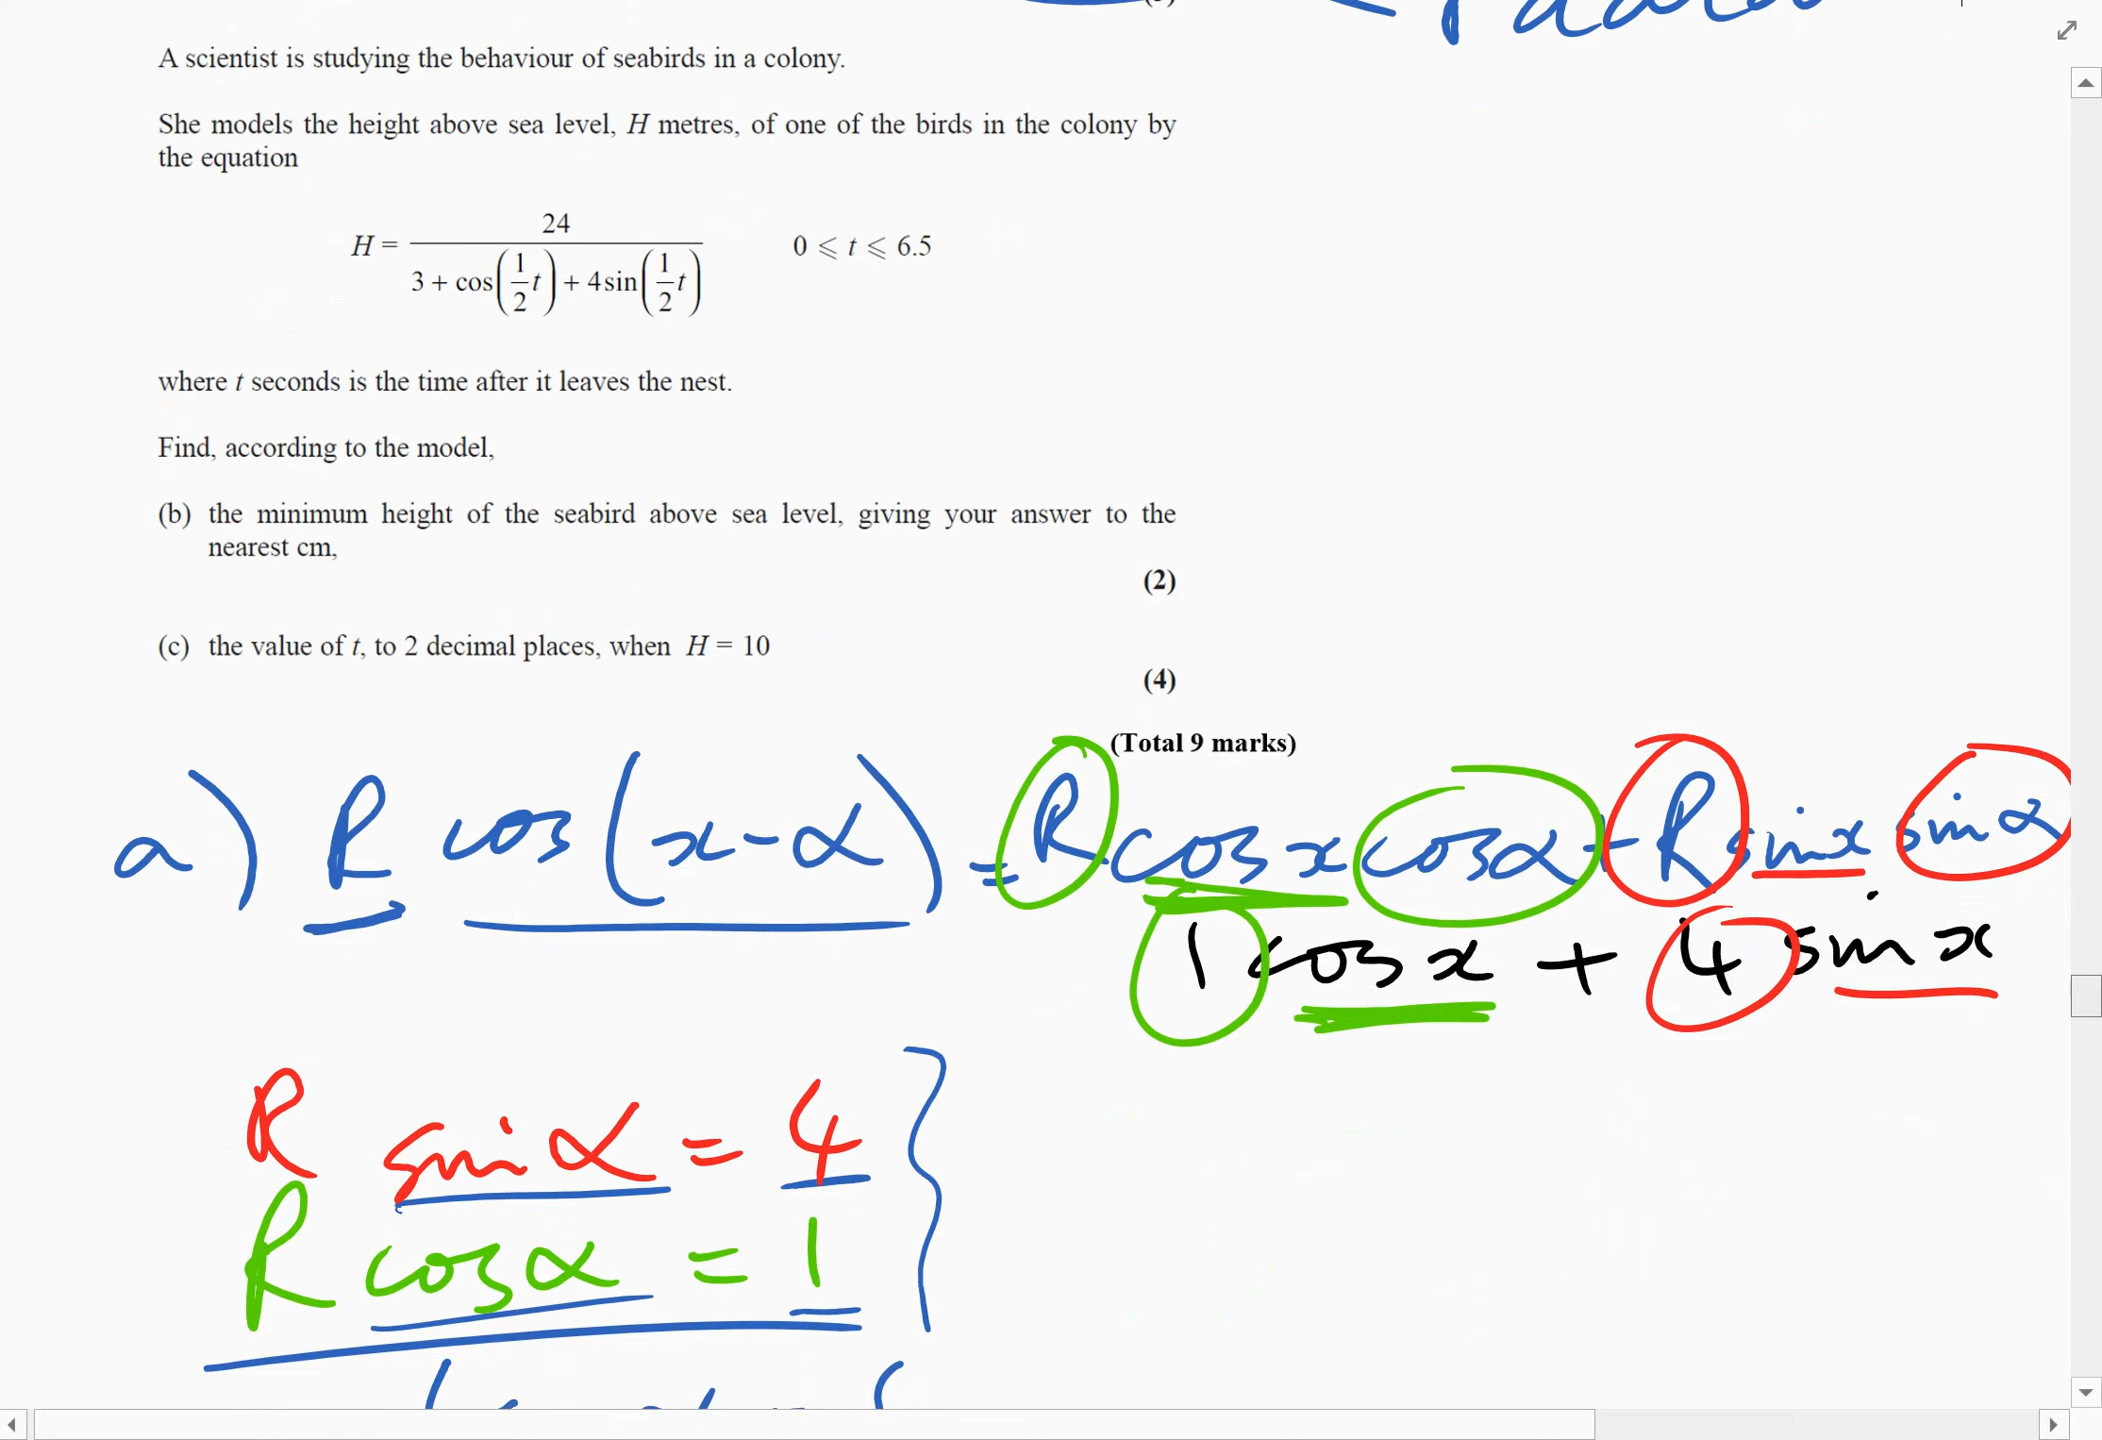 A scientist is studying the behaviour of seabirds in a colony.
She models the height above sea level, H metres, of one of the birds in the colony by
the equation
H = 24 / (3 + cos(1/2 t) + 4 sin(1/2 t))    0 ⩽ t ⩽ 6.5
where t seconds is the time after it leaves the nest.
Find, according to the model,
(b) the minimum height of the seabird above sea level, giving your answer to the
nearest cm,
(2)
(c) the value of t, to 2 decimal places, when H = 10
(4)
(Total 9 marks)
a) R cos(x-α) = R cos x cos α + R sin x sin α
1 cos x + 4 sin x
R sin α = 4
R cos α = 1